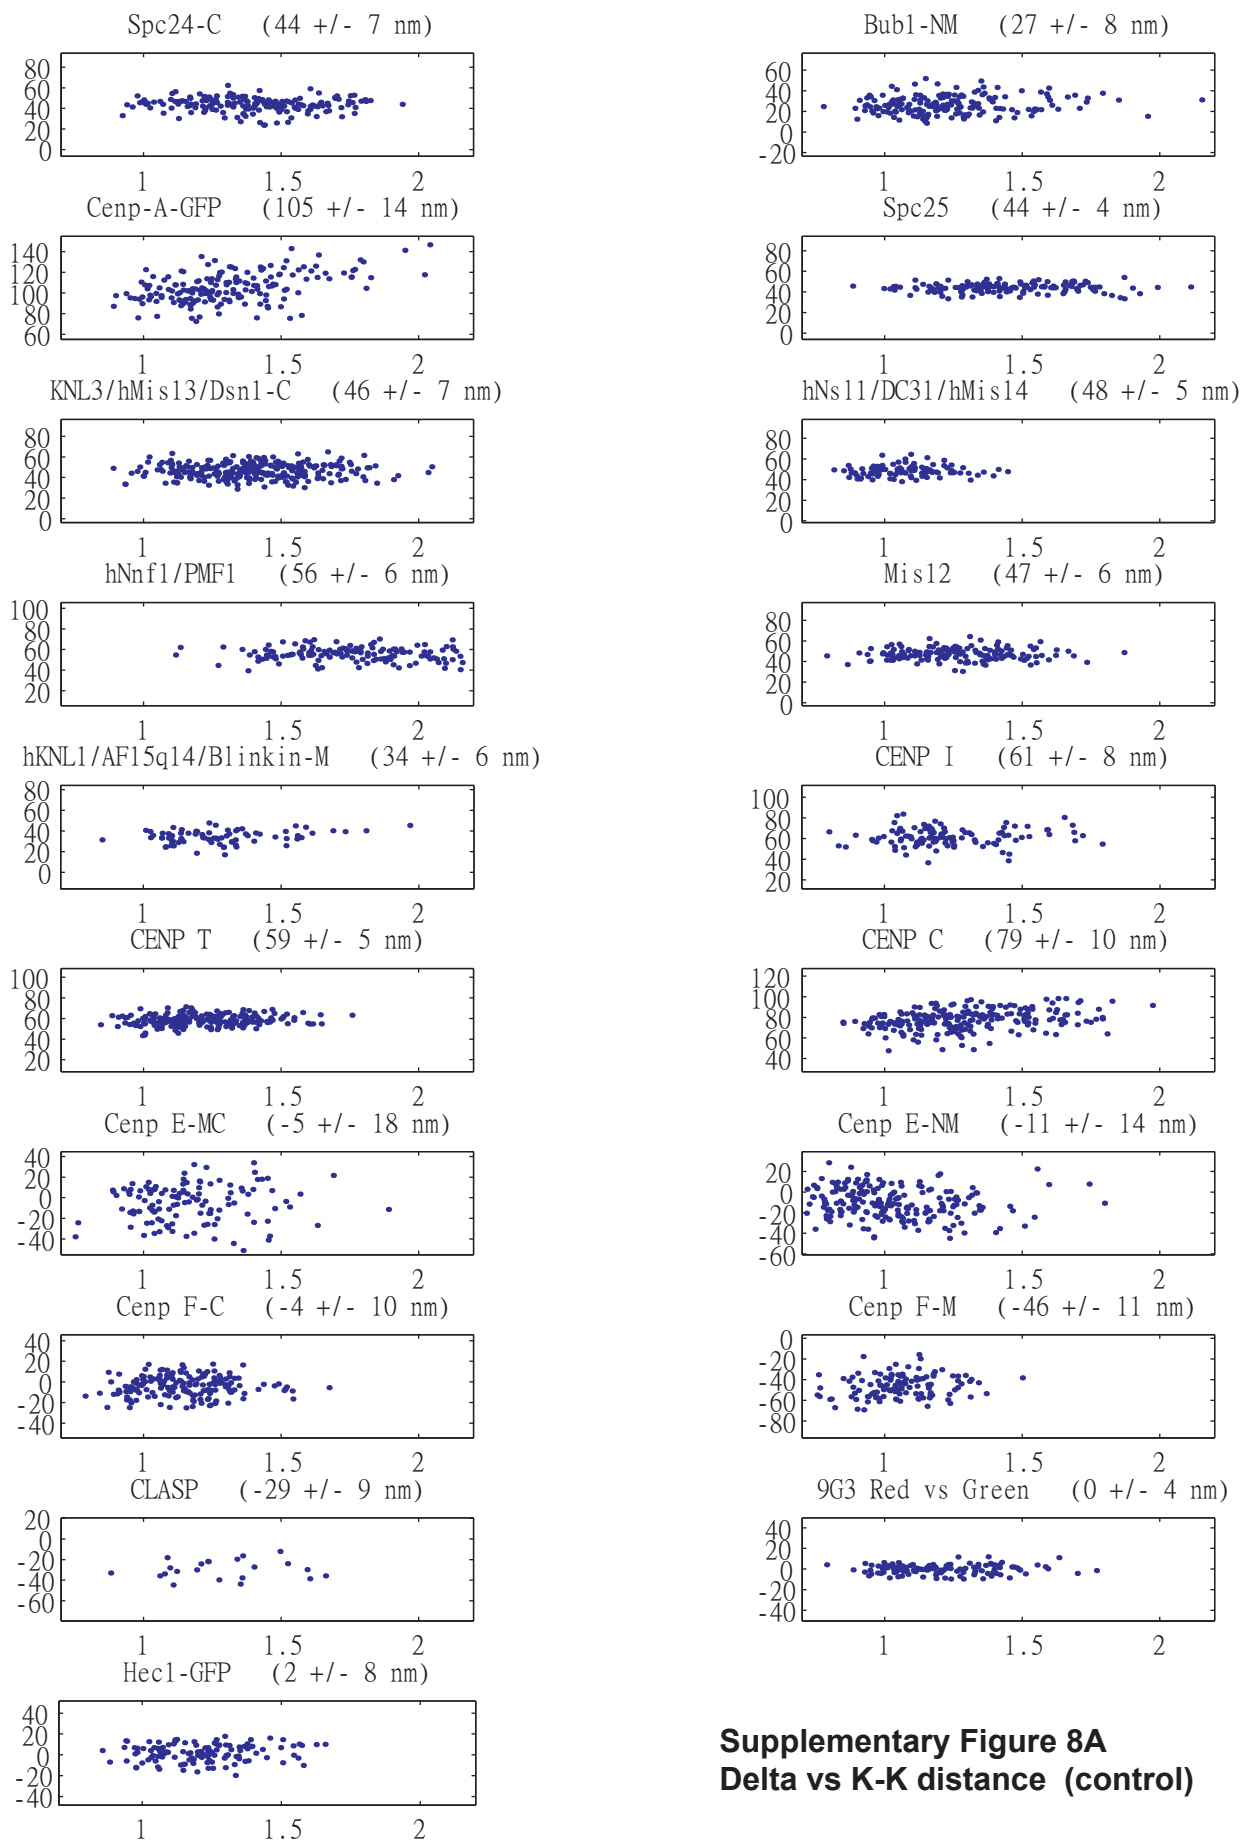 Spc24-C (44 +/- 7 nm)
80
60
40
20
0
1 1.5 2
Bub1-NM (27 +/- 8 nm)
60
40
20
0
-20
1 1.5 2
Cenp-A-GFP (105 +/- 14 nm)
140
120
100
80
60
1 1.5 2
Spc25 (44 +/- 4 nm)
80
60
40
20
0
1 1.5 2
KNL3/hMis13/Dsn1-C (46 +/- 7 nm)
80
60
40
20
0
1 1.5 2
hNsl1/DC31/hMis14 (48 +/- 5 nm)
80
60
40
20
0
1 1.5 2
hNnf1/PMF1 (56 +/- 6 nm)
100
80
60
40
20
1 1.5 2
Mis12 (47 +/- 6 nm)
80
60
40
20
0
1 1.5 2
hKNL1/AF15q14/Blinkin-M (34 +/- 6 nm)
80
60
40
20
0
1 1.5 2
CENP I (61 +/- 8 nm)
100
80
60
40
20
1 1.5 2
CENP T (59 +/- 5 nm)
100
80
60
40
20
1 1.5 2
CENP C (79 +/- 10 nm)
120
100
80
60
40
1 1.5 2
Cenp E-MC (-5 +/- 18 nm)
40
20
0
-20
-40
1 1.5 2
Cenp E-NM (-11 +/- 14 nm)
20
0
-20
-40
-60
1 1.5 2
Cenp F-C (-4 +/- 10 nm)
40
20
0
-20
-40
1 1.5 2
Cenp F-M (-46 +/- 11 nm)
0
-20
-40
-60
-80
1 1.5 2
CLASP (-29 +/- 9 nm)
20
0
-20
-40
-60
1 1.5 2
9G3 Red vs Green (0 +/- 4 nm)
40
20
0
-20
-40
1 1.5 2
Hec1-GFP (2 +/- 8 nm)
40
20
0
-20
-40
1 1.5 2
Supplementary Figure 8A
Delta vs K-K distance (control)